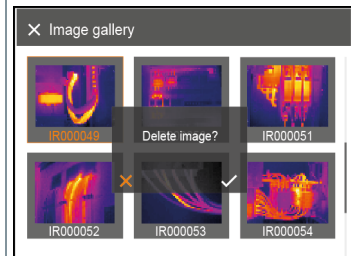 Image gallery
IR000049
Delete image?
IR000051
IR000052
IR000053
IR000054